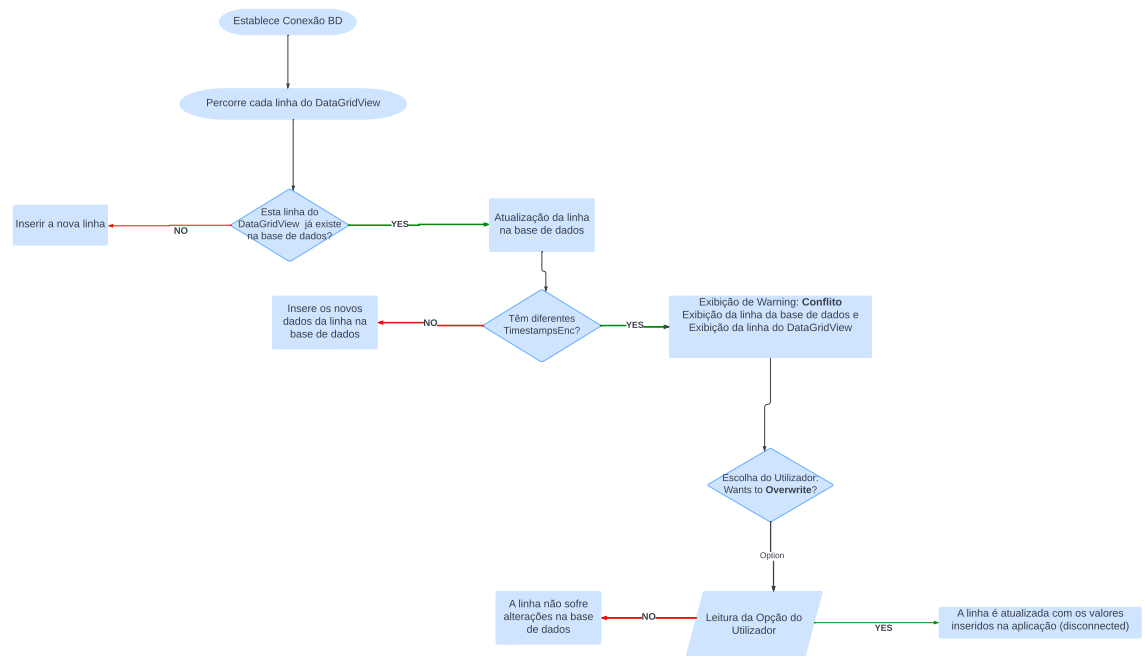 Establece Conexão BD
Percorre cada linha do DataGridView
Esta linha do
DataGridView já existe
na base de dados?
NO
Inserir a nova linha
YES
Atualização da linha
na base de dados
Têm diferentes
TimestampsEnc?
NO
Insere os novos
dados da linha na
base de dados
YES
Exibição de Warning: Conflito
Exibição da linha da base de dados e
Exibição da linha do DataGridView
Escolha do Utilizador:
Wants to Overwrite?
Option
Leitura da Opção do
Utilizador
NO
A linha não sofre
alterações na base
de dados
YES
A linha é atualizada com os valores
inseridos na aplicação (disconnected)